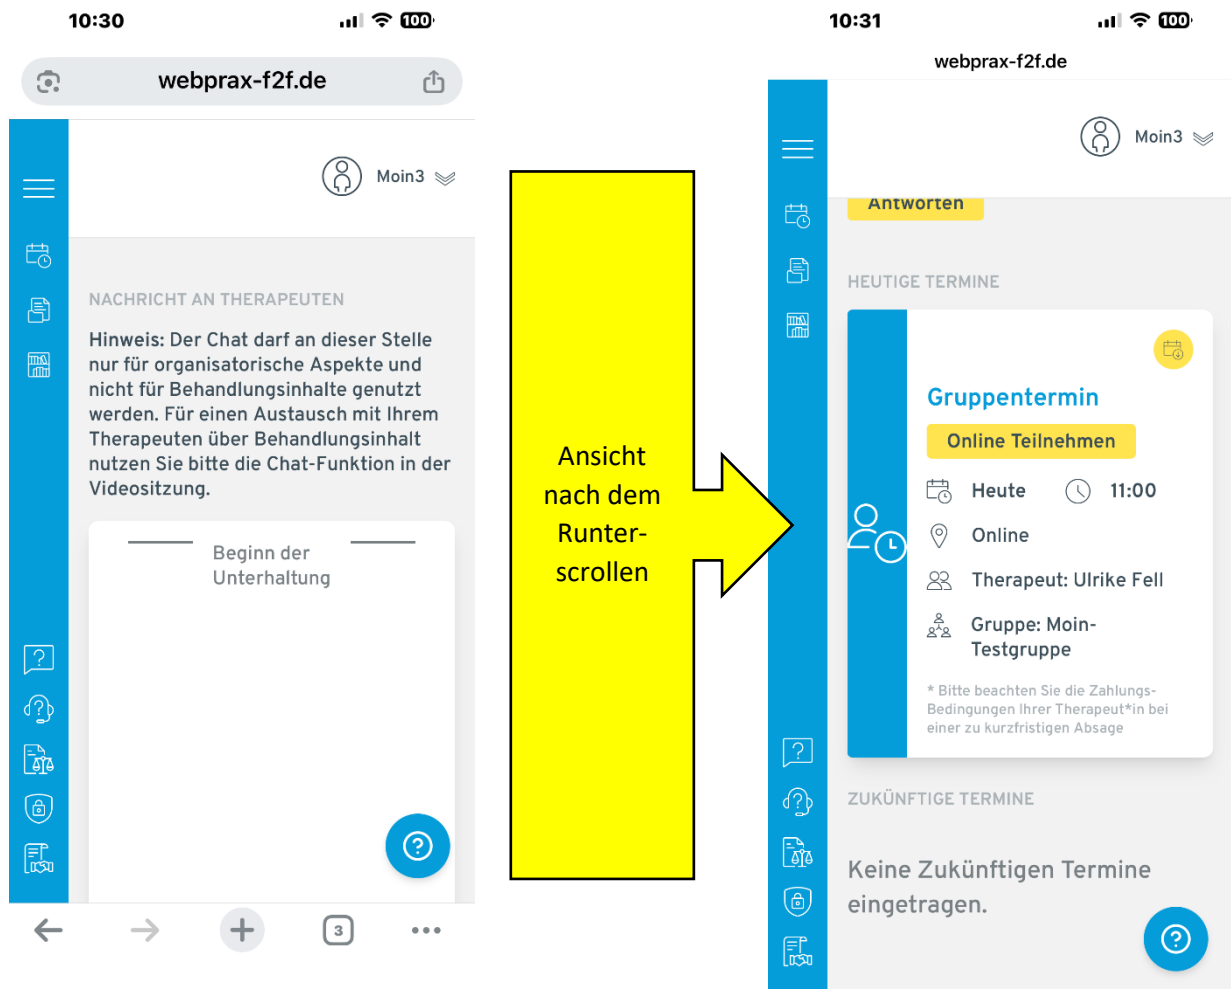 10:30
100
webprax-f2f.de
Moin3
NACHRICHT AN THERAPEUTEN
Hinweis: Der Chat darf an dieser Stelle
nur für organisatorische Aspekte und
nicht für Behandlungsinhalte genutzt
werden. Für einen Austausch mit Ihrem
Therapeuten über Behandlungsinhalt
nutzen Sie bitte die Chat-Funktion in der
Videositzung.
Beginn der
Unterhaltung
3
Ansicht
nach dem
Runter-
scrollen
10:31
100
webprax-f2f.de
Moin3
Antworten
HEUTIGE TERMINE
Gruppentermin
Online Teilnehmen
Heute 11:00
Online
Therapeut: Ulrike Fell
Gruppe: Moin-
Testgruppe
* Bitte beachten Sie die Zahlungs-
Bedingungen Ihrer Therapeut*in bei
einer zu kurzfristigen Absage
ZUKÜNFTIGE TERMINE
Keine Zukünftigen Termine
eingetragen.